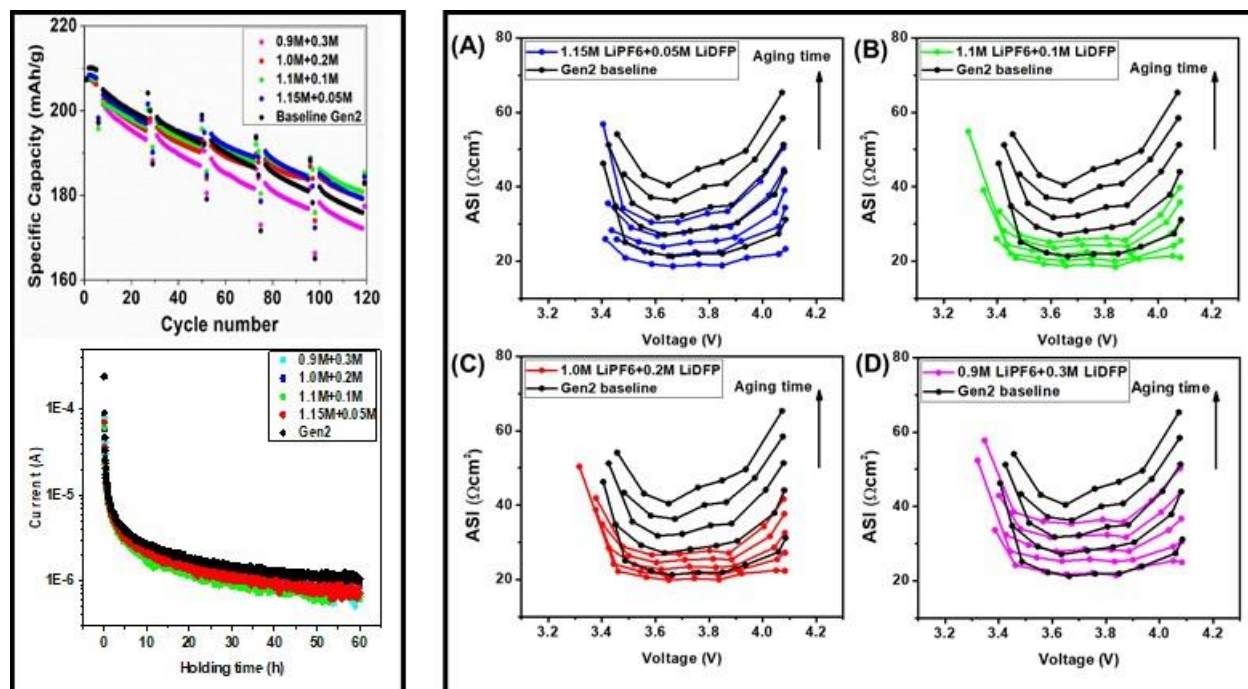 220
200
180
160
Specific Capacity (mAh/g)
0.9M+0.3M
1.0M+0.2M
1.1M+0.1M
1.15M+0.05M
Baseline Gen2
0 20 40 60 80 100 120
Cycle number
1E-4
1E-5
1E-6
Current (A)
0.9M+0.3M
1.0M+0.2M
1.1M+0.1M
1.15M+0.05M
Gen2
0 10 20 30 40 50 60
Holding time (h)
(A)
80
60
40
20
ASI (Ωcm²)
1.15M LiPF6+0.05M LiDFP
Gen2 baseline
Aging time
3.2 3.4 3.6 3.8 4.0 4.2
Voltage (V)
(B)
80
60
40
20
ASI (Ωcm²)
1.1M LiPF6+0.1M LiDFP
Gen2 baseline
Aging time
3.2 3.4 3.6 3.8 4.0 4.2
Voltage (V)
(C)
80
60
40
20
ASI (Ωcm²)
1.0M LiPF6+0.2M LiDFP
Gen2 baseline
Aging time
3.2 3.4 3.6 3.8 4.0 4.2
Voltage (V)
(D)
80
60
40
20
ASI (Ωcm²)
0.9M LiPF6+0.3M LiDFP
Gen2 baseline
Aging time
3.2 3.4 3.6 3.8 4.0 4.2
Voltage (V)